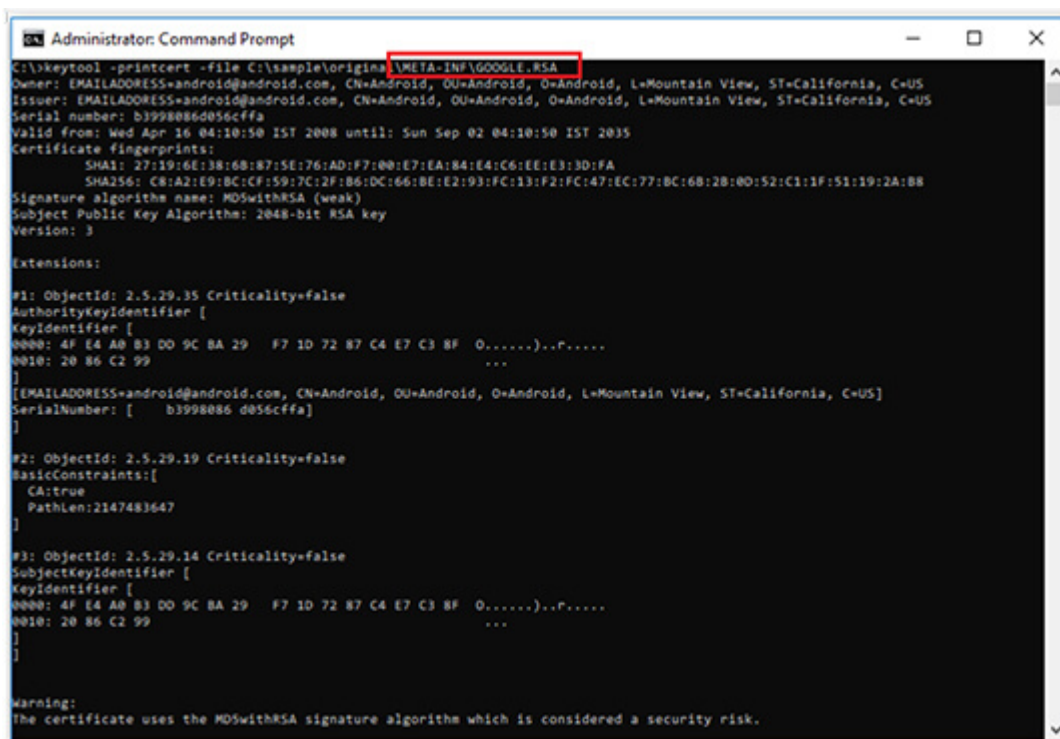 Administrator: Command Prompt
C:\>keytool -printcert -file C:\sample\original\META-INF\GOOGLE.RSA
Owner: EMAILADDRESS=android@android.com, CN=Android, OU=Android, O=Android, L=Mountain View, ST=California, C=US
Issuer: EMAILADDRESS=android@android.com, CN=Android, OU=Android, O=Android, L=Mountain View, ST=California, C=US
Serial number: b3998086d056cffa
Valid from: Wed Apr 16 04:10:50 IST 2008 until: Sun Sep 02 04:10:50 IST 2035
Certificate fingerprints:
SHA1: 27:19:6E:38:6B:87:5E:76:AD:F7:00:E7:EA:84:E4:C6:EE:E3:3D:FA
SHA256: C8:A2:E9:BC:CF:59:7C:2F:B6:DC:66:BE:E2:93:FC:13:F2:FC:47:EC:77:BC:6B:2B:0D:52:C1:1F:51:19:2A:B8
Signature algorithm name: MD5withRSA (weak)
Subject Public Key Algorithm: 2048-bit RSA key
Version: 3
Extensions:
#1: ObjectId: 2.5.29.35 Criticality=false
AuthorityKeyIdentifier [
KeyIdentifier [
0000: 4F E4 A0 B3 DD 9C BA 29   F7 1D 72 87 C4 E7 C3 8F  O......)..r.....
0010: 20 86 C2 99                                         ...
]
[EMAILADDRESS=android@android.com, CN=Android, OU=Android, O=Android, L=Mountain View, ST=California, C=US]
SerialNumber: [    b3998086 d056cffa]
]
#2: ObjectId: 2.5.29.19 Criticality=false
BasicConstraints:[
CA:true
PathLen:2147483647
]
#3: ObjectId: 2.5.29.14 Criticality=false
SubjectKeyIdentifier [
KeyIdentifier [
0000: 4F E4 A0 B3 DD 9C BA 29   F7 1D 72 87 C4 E7 C3 8F  O......)..r.....
0010: 20 86 C2 99                                         ...
]
]
Warning:
The certificate uses the MD5withRSA signature algorithm which is considered a security risk.